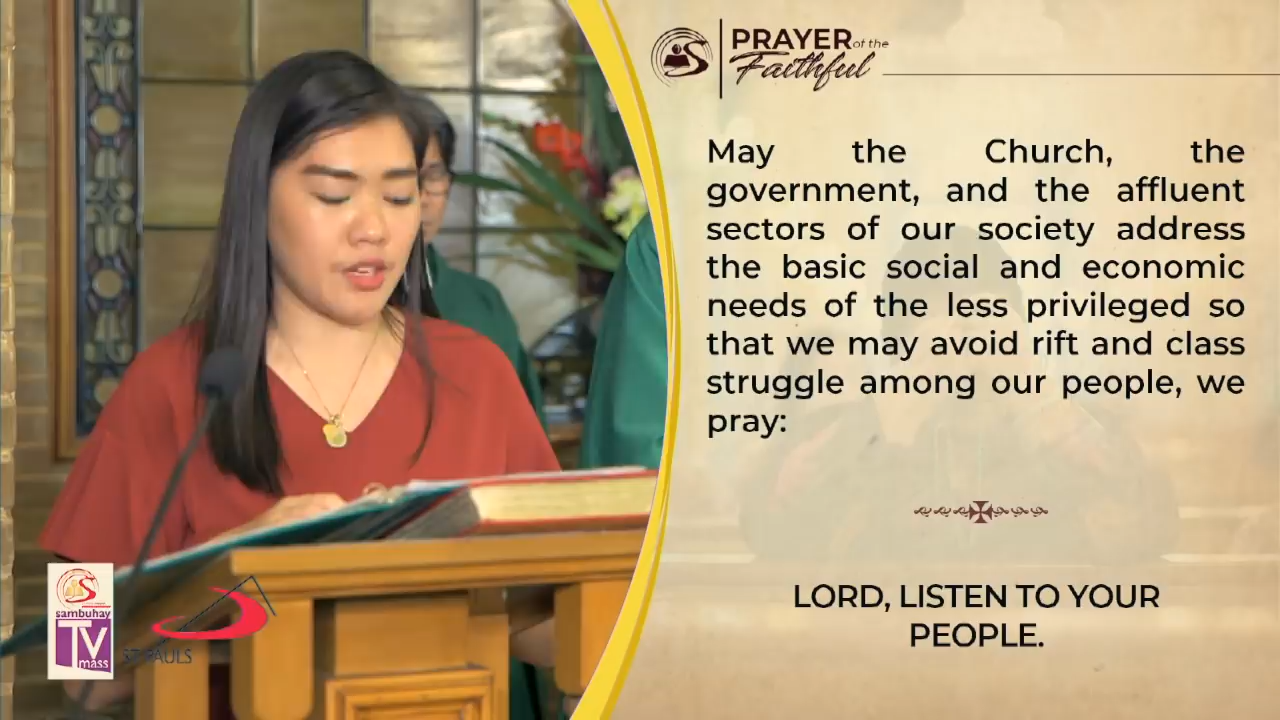 PRAYER of the
Faithful
May the Church, the
government, and the affluent
sectors of our society address
the basic social and economic
needs of the less privileged so
that we may avoid rift and class
struggle among our people, we
pray:
LORD, LISTEN TO YOUR
PEOPLE.
sambuhay
TV
mass
ST PAULS